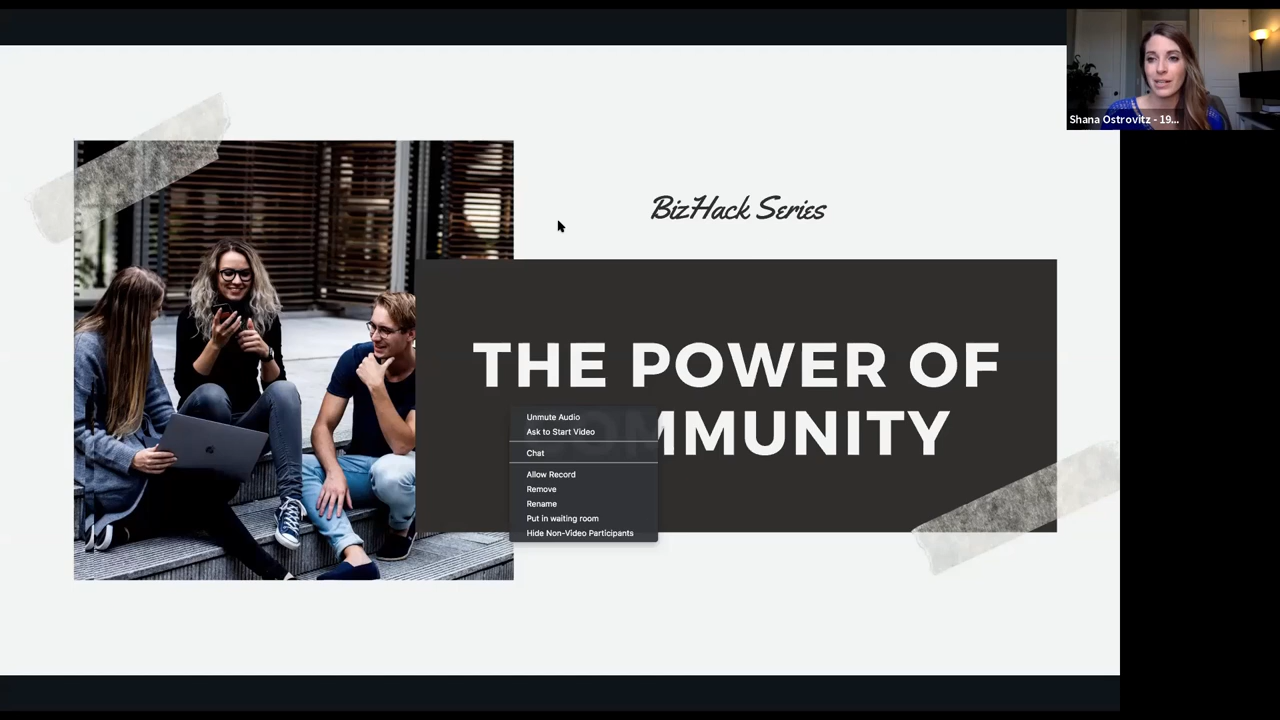 Shana Ostrovitz - 19...
BizHack Series
THE POWER OF
COMMUNITY
Unmute Audio
Ask to Start Video
Chat
Allow Record
Remove
Rename
Put in waiting room
Hide Non-Video Participants